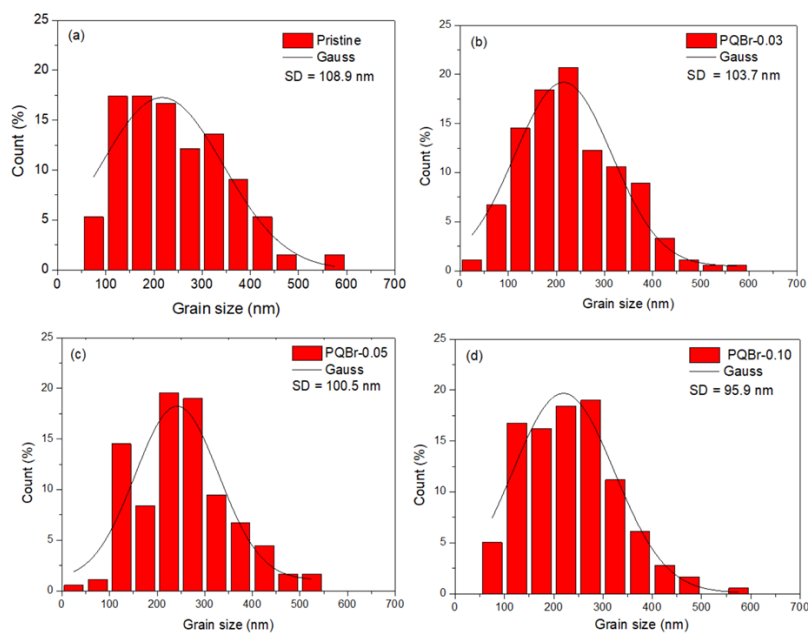 (a)
Pristine
Gauss
SD = 108.9 nm
Count (%)
25
20
15
10
5
0
0 100 200 300 400 500 600 700
Grain size (nm)
(b)
PQBr-0.03
Gauss
SD = 103.7 nm
Count (%)
25
20
15
10
5
0
0 100 200 300 400 500 600 700
Grain size (nm)
(c)
PQBr-0.05
Gauss
SD = 100.5 nm
Count (%)
25
20
15
10
5
0
0 100 200 300 400 500 600 700
Grain size (nm)
(d)
PQBr-0.10
Gauss
SD = 95.9 nm
Count (%)
25
20
15
10
5
0
0 100 200 300 400 500 600 700
Grain size (nm)